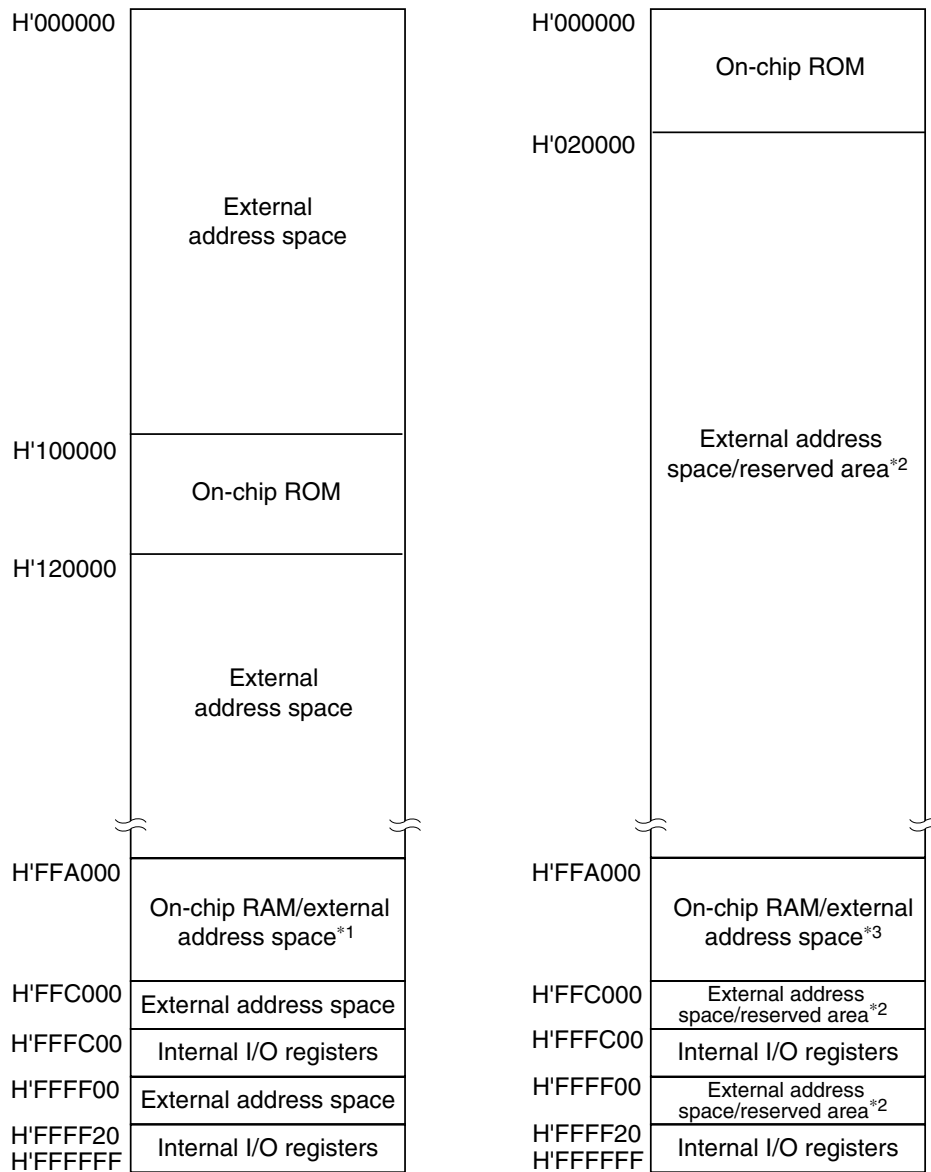 H'000000
External
address space
H'100000
On-chip ROM
H'120000
External
address space
H'FFA000
On-chip RAM/external
address space*1
H'FFC000
External address space
H'FFFC00
Internal I/O registers
H'FFFF00
External address space
H'FFFF20
Internal I/O registers
H'FFFFFF
H'000000
On-chip ROM
H'020000
External address
space/reserved area*2
H'FFA000
On-chip RAM/external
address space*3
H'FFC000
External address
space/reserved area*2
H'FFFC00
Internal I/O registers
H'FFFF00
External address
space/reserved area*2
H'FFFF20
Internal I/O registers
H'FFFFFF